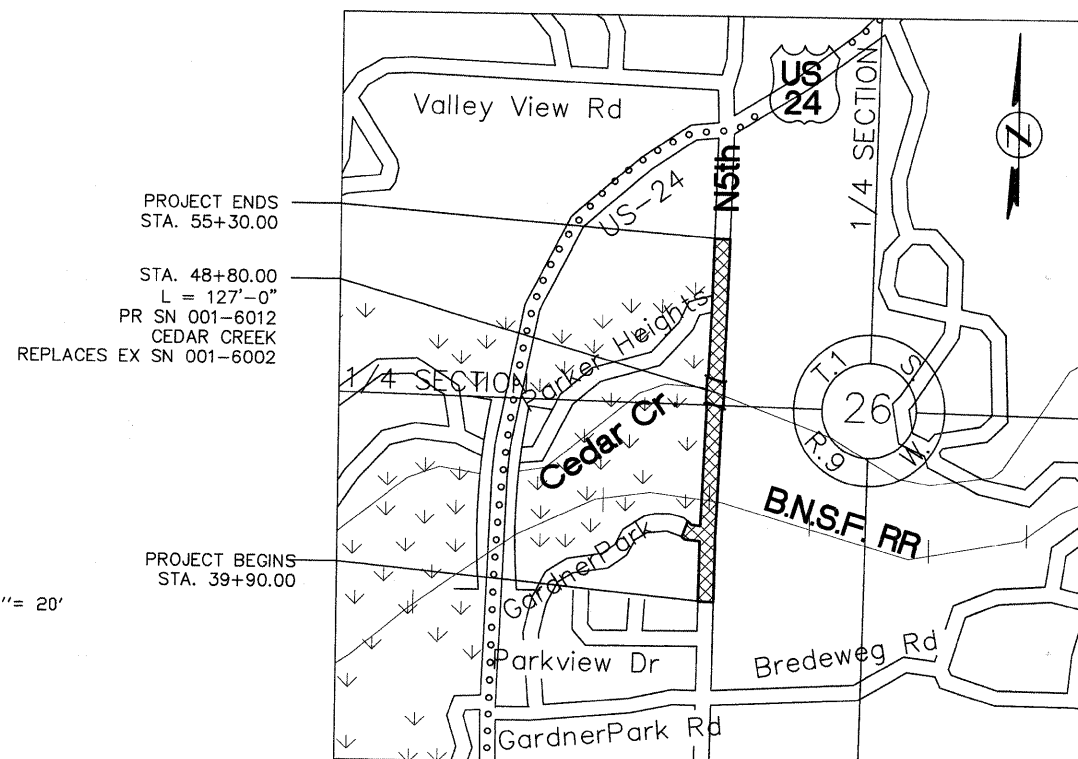 Valley View Rd
US
24
1/4 SECTION
Z
N5th
US-24
PROJECT ENDS
STA. 55+30.00
STA. 48+80.00
L = 127'-0"
PR SN 001-6012
CEDAR CREEK
REPLACES EX SN 001-6002
Parker Heights
1/4 SECTION
T.1 S.
26
R.9 W.
Cedar Cr.
B.N.S.F. RR
PROJECT BEGINS
STA. 39+90.00
"= 20'
GardnerPark
Parkview Dr
Bredeweg Rd
GardnerPark Rd